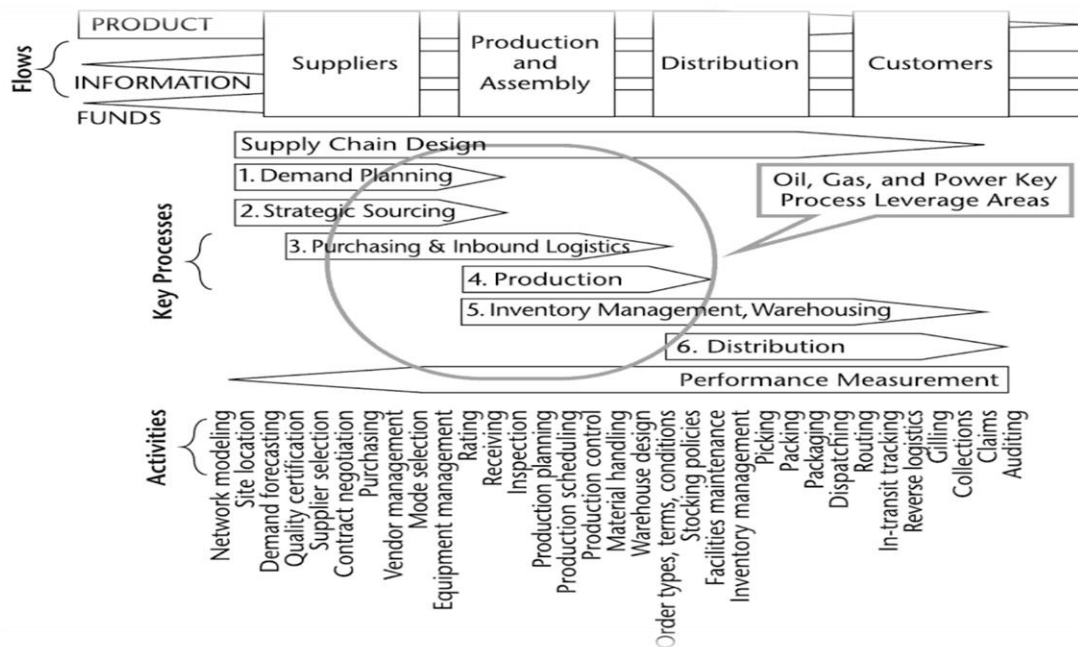 PRODUCT
Flows
INFORMATION
FUNDS
Suppliers
Production
and
Assembly
Distribution
Customers
Supply Chain Design
1. Demand Planning
2. Strategic Sourcing
3. Purchasing & Inbound Logistics
4. Production
5. Inventory Management, Warehousing
6. Distribution
Performance Measurement
Oil, Gas, and Power Key
Process Leverage Areas
Key Processes
Activities
Network modeling
Site location
Demand forecasting
Quality certification
Supplier selection
Contract negotiation
Purchasing
Vendor management
Mode selection
Equipment management
Rating
Receiving
Inspection
Production planning
Production scheduling
Production control
Material handling
Warehouse design
Order types, terms, conditions
Stocking policies
Facilities maintenance
Inventory management
Picking
Packing
Packaging
Dispatching
Routing
In-transit tracking
Reverse logistics
Gilling
Collections
Claims
Auditing